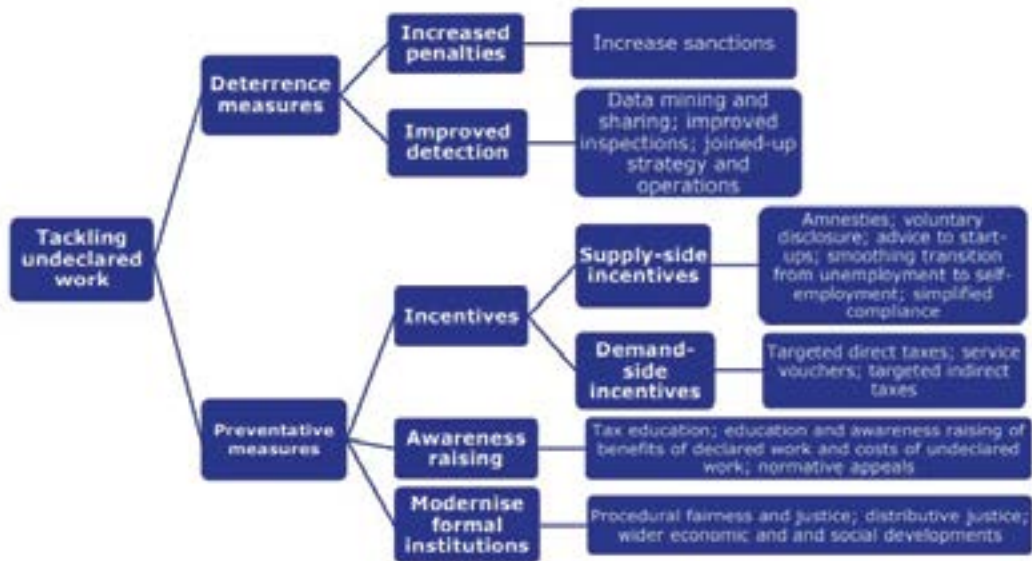 Increased
penalties
Increase sanctions
Deterrence
measures
Improved
detection
Data mining and
sharing; improved
inspections; joined-up
strategy and
operations
Tackling
undeclared
work
Supply-side
incentives
Amnesties; voluntary
disclosure; advice to start-
ups; smoothing transition
from unemployment to self-
employment; simplified
compliance
Incentives
Demand-
side
incentives
Targeted direct taxes; service
vouchers; targeted indirect
taxes
Preventative
measures
Awareness
raising
Tax education; education and awareness raising of
benefits of declared work and costs of undeclared
work; normative appeals
Modernise
formal
institutions
Procedural fairness and justice; distributive justice;
wider economic and and social developments